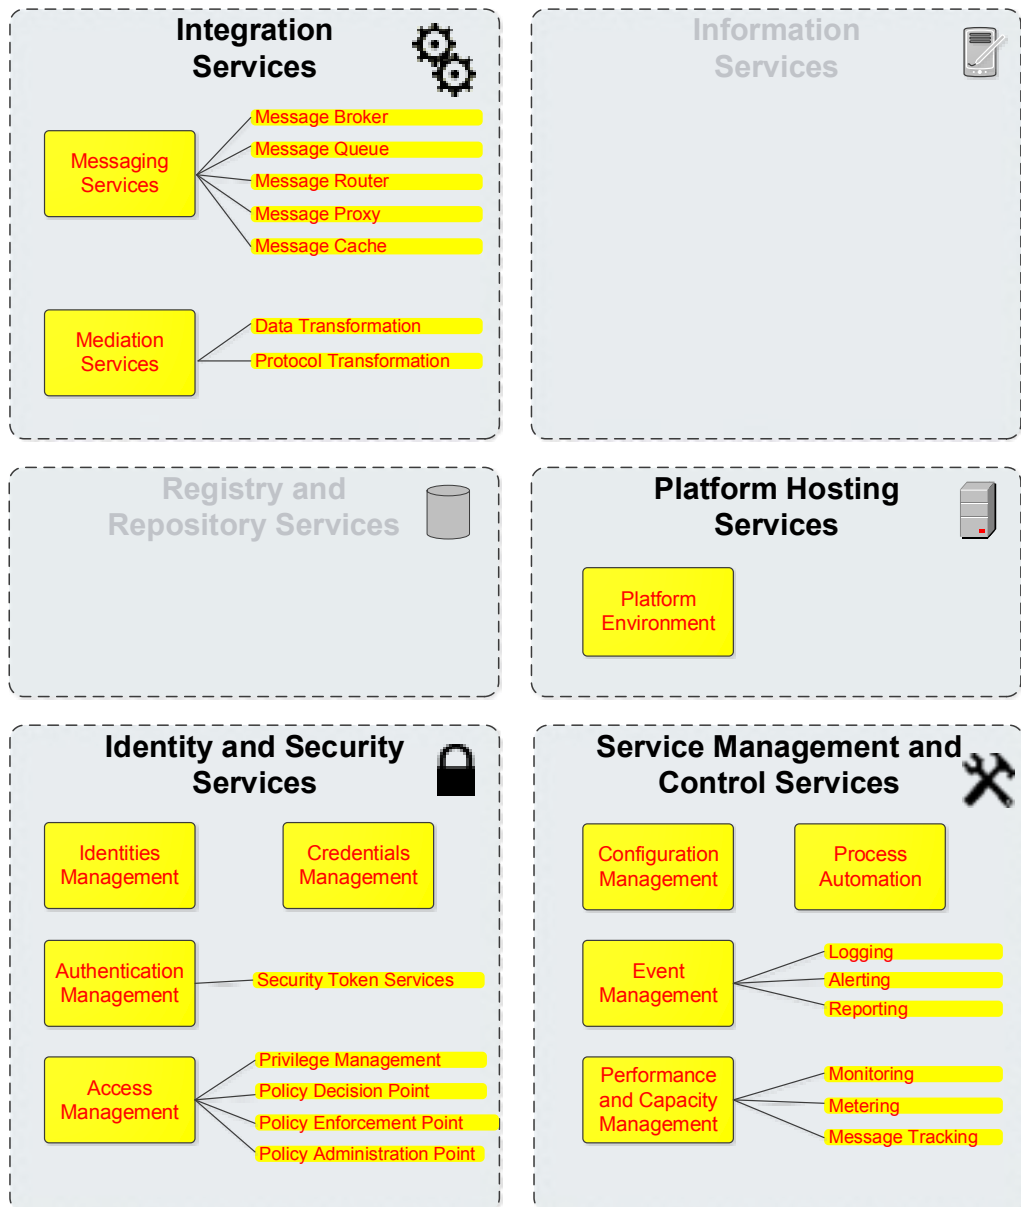 Integration
Services
Message Broker
Message Queue
Messaging
Services
Message Router
Message Proxy
Message Cache
Mediation
Services
Data Transformation
Protocol Transformation
Information
Services
Registry and
Repository Services
Platform Hosting
Services
Platform
Environment
Identity and Security
Services
Identities
Management
Credentials
Management
Authentication
Management
Security Token Services
Access
Management
Privilege Management
Policy Decision Point
Policy Enforcement Point
Policy Administration Point
Service Management and
Control Services
Configuration
Management
Process
Automation
Event
Management
Logging
Alerting
Reporting
Performance
and Capacity
Management
Monitoring
Metering
Message Tracking